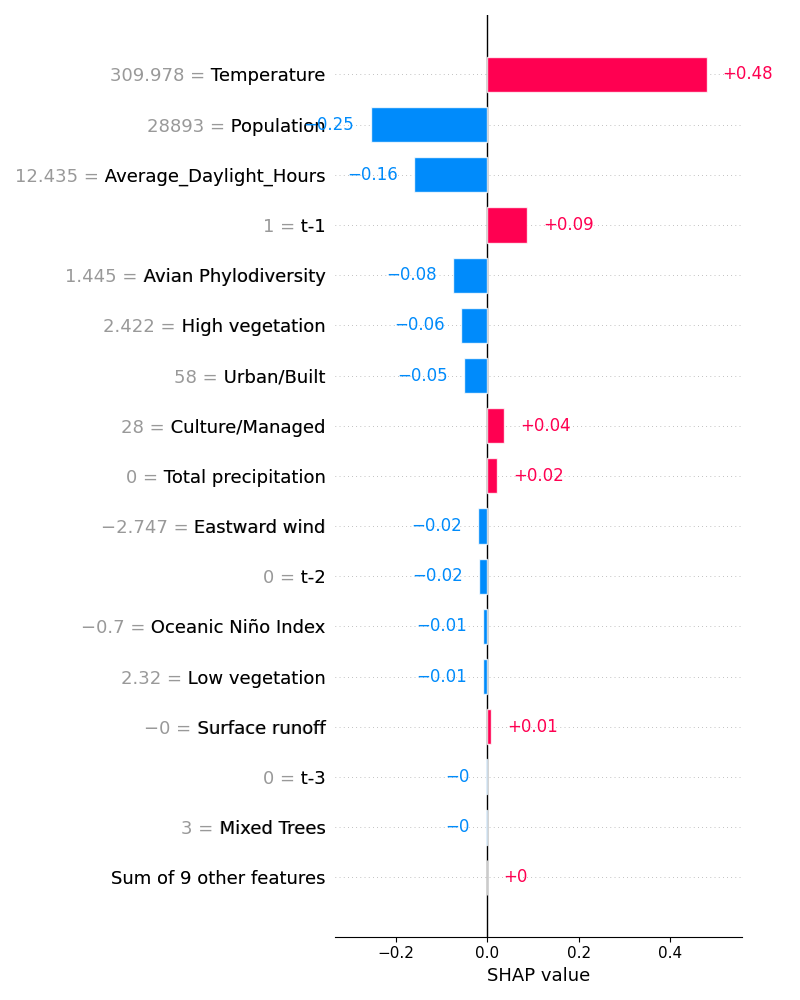 309.978 = Temperature +0.48
28893 = Population −0.25
12.435 = Average_Daylight_Hours −0.16
1 = t-1 +0.09
1.445 = Avian Phylodiversity −0.08
2.422 = High vegetation −0.06
58 = Urban/Built −0.05
28 = Culture/Managed +0.04
0 = Total precipitation +0.02
−2.747 = Eastward wind −0.02
0 = t-2 −0.02
−0.7 = Oceanic Niño Index −0.01
2.32 = Low vegetation −0.01
−0 = Surface runoff +0.01
0 = t-3 −0
3 = Mixed Trees −0
Sum of 9 other features +0
−0.2 0.0 0.2 0.4
SHAP value